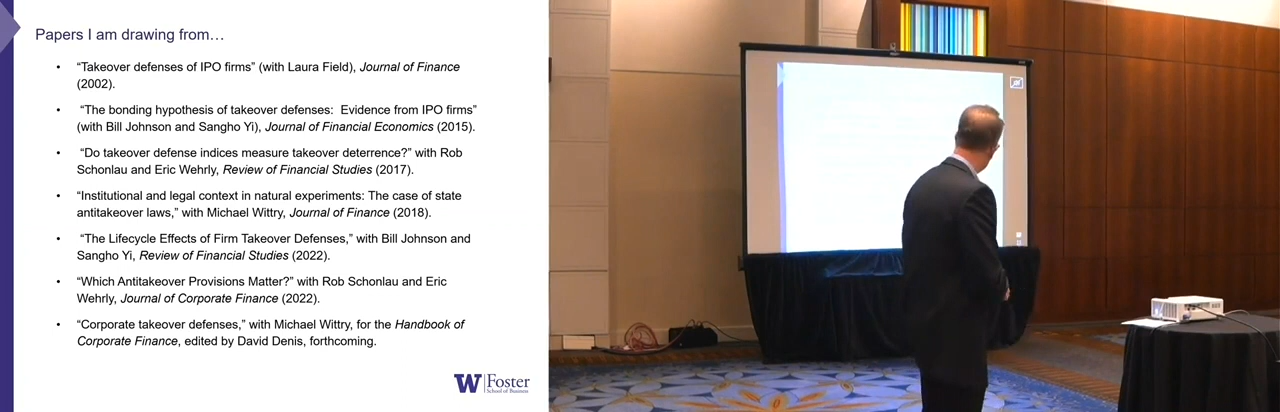 Papers I am drawing from…
• “Takeover defenses of IPO firms” (with Laura Field), Journal of Finance
(2002).
• “The bonding hypothesis of takeover defenses: Evidence from IPO firms”
(with Bill Johnson and Sangho Yi), Journal of Financial Economics (2015).
• “Do takeover defense indices measure takeover deterrence?” with Rob
Schonlau and Eric Wehrly, Review of Financial Studies (2017).
• “Institutional and legal context in natural experiments: The case of state
antitakeover laws,” with Michael Wittry, Journal of Finance (2018).
• “The Lifecycle Effects of Firm Takeover Defenses,” with Bill Johnson and
Sangho Yi, Review of Financial Studies (2022).
• “Which Antitakeover Provisions Matter?” with Rob Schonlau and Eric
Wehrly, Journal of Corporate Finance (2022).
• “Corporate takeover defenses,” with Michael Wittry, for the Handbook of
Corporate Finance, edited by David Denis, forthcoming.
W Foster
School of Business